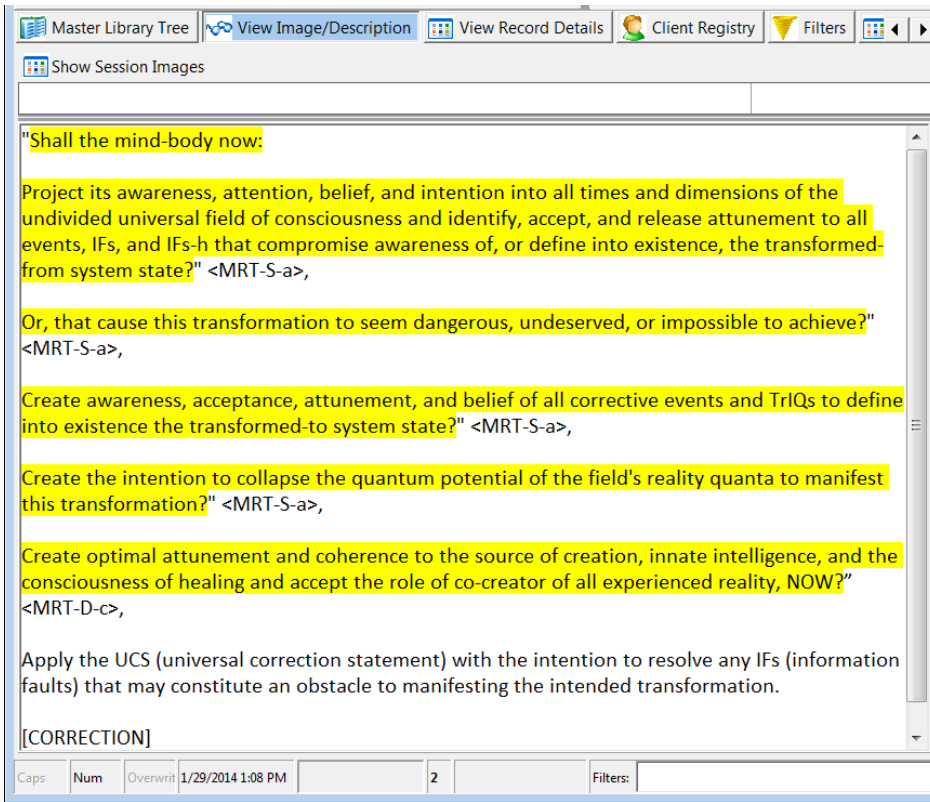 Master Library Tree View Image/Description View Record Details Client Registry Filters
Show Session Images
"Shall the mind-body now:
Project its awareness, attention, belief, and intention into all times and dimensions of the
undivided universal field of consciousness and identify, accept, and release attunement to all
events, IFs, and IFs-h that compromise awareness of, or define into existence, the transformed-
from system state?" <MRT-S-a>,
Or, that cause this transformation to seem dangerous, undeserved, or impossible to achieve?"
<MRT-S-a>,
Create awareness, acceptance, attunement, and belief of all corrective events and TrIQs to define
into existence the transformed-to system state?" <MRT-S-a>,
Create the intention to collapse the quantum potential of the field's reality quanta to manifest
this transformation?" <MRT-S-a>,
Create optimal attunement and coherence to the source of creation, innate intelligence, and the
consciousness of healing and accept the role of co-creator of all experienced reality, NOW?”
<MRT-D-c>,
Apply the UCS (universal correction statement) with the intention to resolve any IFs (information
faults) that may constitute an obstacle to manifesting the intended transformation.
[CORRECTION]
Caps Num Overwrit 1/29/2014 1:08 PM 2 Filters: